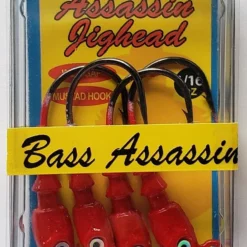 Assassin
Jighead
MUSTAD HOOK
1/16
oz
Bass Assassin